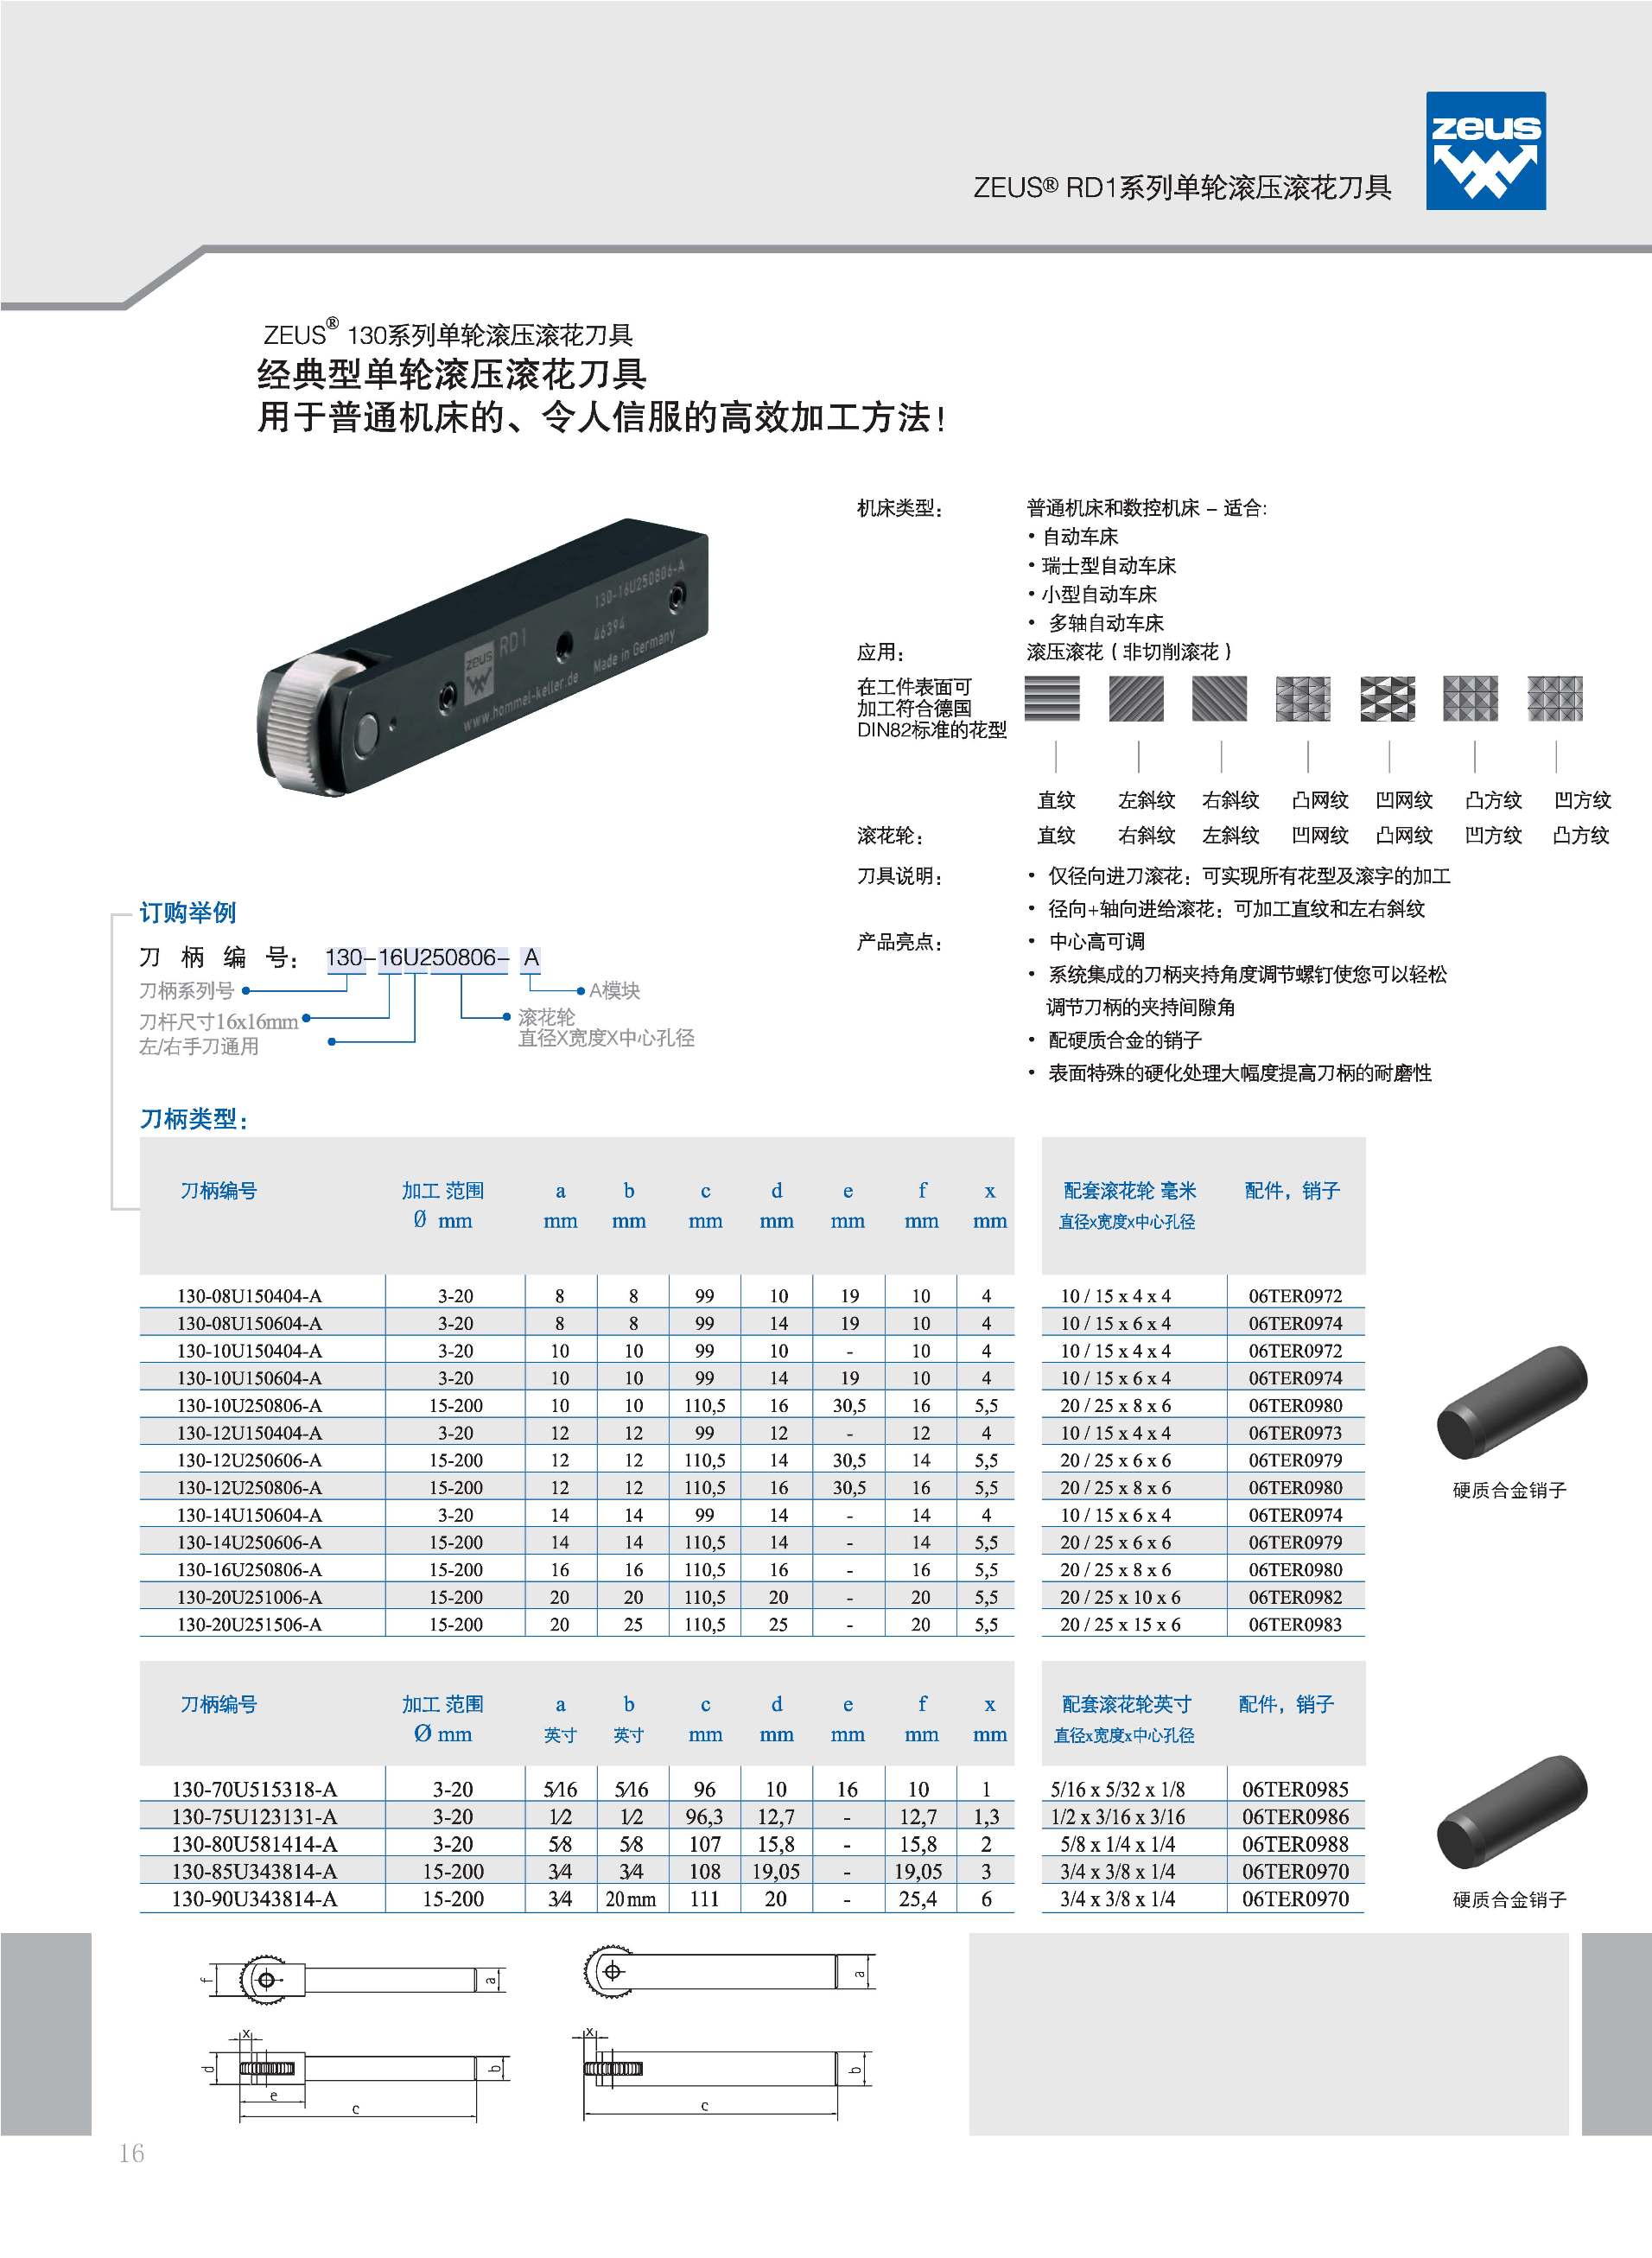 zeus
ZEUS® RD1系列单轮滚压滚花刀具
ZEUS® 130系列单轮滚压滚花刀具
经典型单轮滚压滚花刀具
用于普通机床的、令人信服的高效加工方法!
130-16U250806-A
46394
Made in Germany
zeus RD1
www.hommel-keller.de
机床类型: 普通机床和数控机床 – 适合:
• 自动车床
• 瑞士型自动车床
• 小型自动车床
• 多轴自动车床
应用: 滚压滚花 ( 非切削滚花 )
在工件表面可
加工符合德国
DIN82标准的花型
直纹 左斜纹 右斜纹 凸网纹 凹网纹 凸方纹 凹方纹
滚花轮: 直纹 右斜纹 左斜纹 凹网纹 凸网纹 凹方纹 凸方纹
刀具说明: • 仅径向进刀滚花: 可实现所有花型及滚字的加工
• 径向+轴向进给滚花: 可加工直纹和左右斜纹
产品亮点: • 中心高可调
• 系统集成的刀柄夹持角度调节螺钉使您可以轻松
调节刀柄的夹持间隙角
• 配硬质合金的销子
• 表面特殊的硬化处理大幅度提高刀柄的耐磨性
订购举例
刀 柄 编 号: 130–16U250806– A
刀柄系列号 A模块
刀杆尺寸16x16mm 滚花轮
左/右手刀通用 直径X宽度X中心孔径
刀柄类型:
刀柄编号 加工 范围 a b c d e f x 配套滚花轮 毫米 配件, 销子
Ø mm mm mm mm mm mm mm mm 直径x宽度x中心孔径
130-08U150404-A 3-20 8 8 99 10 19 10 4 10 / 15 x 4 x 4 06TER0972
130-08U150604-A 3-20 8 8 99 14 19 10 4 10 / 15 x 6 x 4 06TER0974
130-10U150404-A 3-20 10 10 99 10 - 10 4 10 / 15 x 4 x 4 06TER0972
130-10U150604-A 3-20 10 10 99 14 19 10 4 10 / 15 x 6 x 4 06TER0974
130-10U250806-A 15-200 10 10 110,5 16 30,5 16 5,5 20 / 25 x 8 x 6 06TER0980
130-12U150404-A 3-20 12 12 99 12 - 12 4 10 / 15 x 4 x 4 06TER0973
130-12U250606-A 15-200 12 12 110,5 14 30,5 14 5,5 20 / 25 x 6 x 6 06TER0979
130-12U250806-A 15-200 12 12 110,5 16 30,5 16 5,5 20 / 25 x 8 x 6 06TER0980
130-14U150604-A 3-20 14 14 99 14 - 14 4 10 / 15 x 6 x 4 06TER0974
130-14U250606-A 15-200 14 14 110,5 14 - 14 5,5 20 / 25 x 6 x 6 06TER0979
130-16U250806-A 15-200 16 16 110,5 16 - 16 5,5 20 / 25 x 8 x 6 06TER0980
130-20U251006-A 15-200 20 20 110,5 20 - 20 5,5 20 / 25 x 10 x 6 06TER0982
130-20U251506-A 15-200 20 25 110,5 25 - 20 5,5 20 / 25 x 15 x 6 06TER0983
硬质合金销子
刀柄编号 加工 范围 a b c d e f x 配套滚花轮英寸 配件, 销子
Ø mm 英寸 英寸 mm mm mm mm mm 直径x宽度x中心孔径
130-70U515318-A 3-20 5/16 5/16 96 10 16 10 1 5/16 x 5/32 x 1/8 06TER0985
130-75U123131-A 3-20 1/2 1/2 96,3 12,7 - 12,7 1,3 1/2 x 3/16 x 3/16 06TER0986
130-80U581414-A 3-20 5/8 5/8 107 15,8 - 15,8 2 5/8 x 1/4 x 1/4 06TER0988
130-85U343814-A 15-200 3/4 3/4 108 19,05 - 19,05 3 3/4 x 3/8 x 1/4 06TER0970
130-90U343814-A 15-200 3/4 20 mm 111 20 - 25,4 6 3/4 x 3/8 x 1/4 06TER0970
硬质合金销子
f a a
x x
d b b
e
c c
16